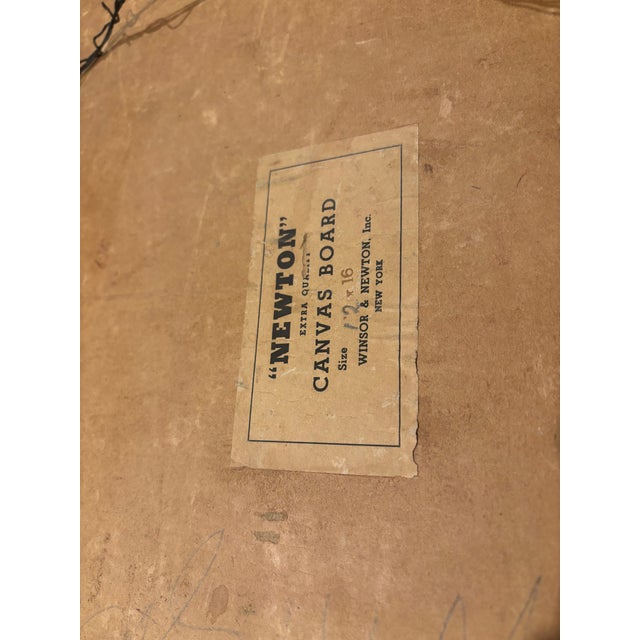 "NEWTON"
EXTRA QUALITY
CANVAS BOARD
Size 12 x 16
WINSOR & NEWTON, Inc.
NEW YORK